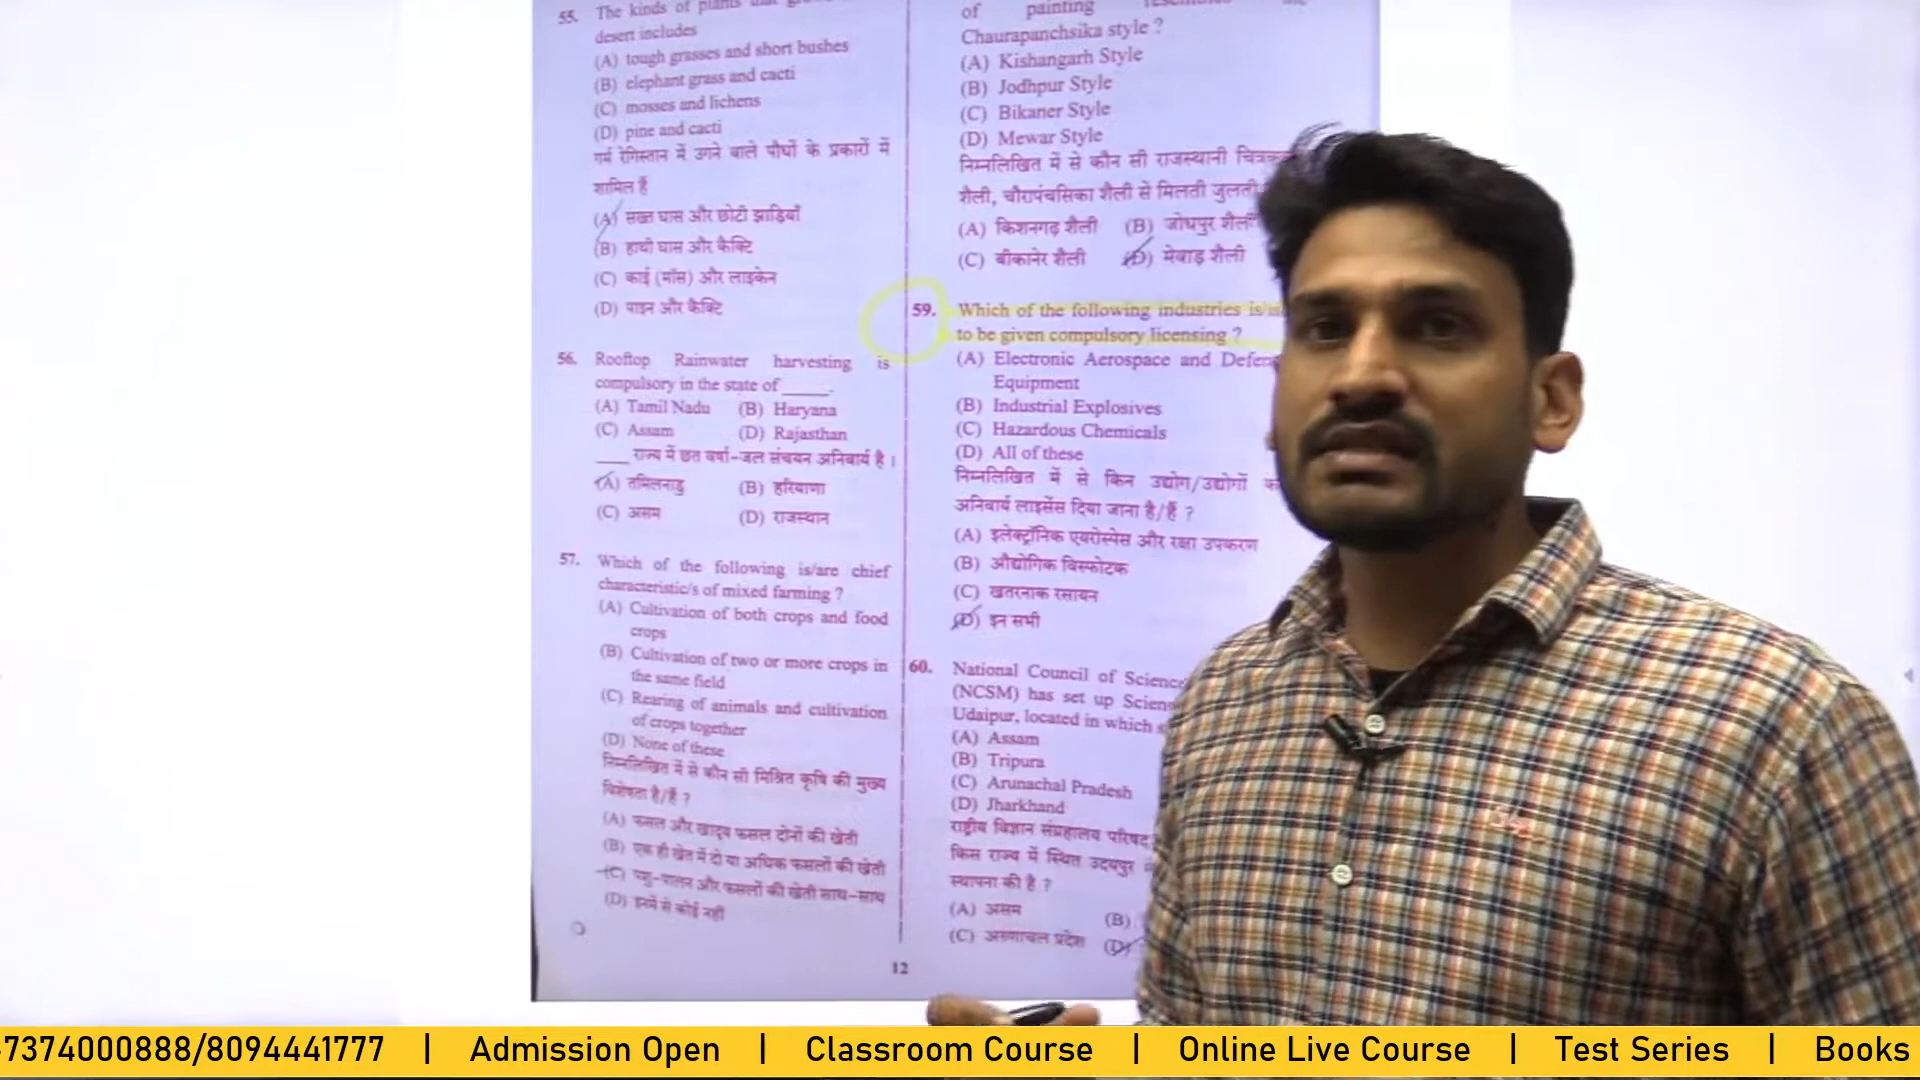 55. The kinds of plants that
desert includes
(A) tough grasses and short bushes
(B) elephant grass and cacti
(C) mosses and lichens
(D) pine and cacti
गर्म रेगिस्तान में उगने वाले पौधों के प्रकारों में
शामिल हैं
(A) सख्त घास और छोटी झाड़ियाँ
(B) हाथी घास और कैक्टि
(C) काई (मॉस) और लाइकेन
(D) पाइन और कैक्टि
56. Rooftop Rainwater harvesting is
compulsory in the state of _____.
(A) Tamil Nadu (B) Haryana
(C) Assam (D) Rajasthan
____ राज्य में छत वर्षा-जल संचयन अनिवार्य है ।
(A) तमिलनाडु (B) हरियाणा
(C) असम (D) राजस्थान
57. Which of the following is/are chief
characteristic/s of mixed farming ?
(A) Cultivation of both crops and food
crops
(B) Cultivation of two or more crops in
the same field
(C) Rearing of animals and cultivation
of crops together
(D) None of these
निम्नलिखित में से कौन सी मिश्रित कृषि की मुख्य
विशेषता है/हैं ?
(A) फसल और खाद्य फसल दोनों की खेती
(B) एक ही खेत में दो या अधिक फसलों की खेती
(C) पशु-पालन और फसलों की खेती साथ-साथ
(D) इनमें से कोई नहीं
of painting
Chaurapanchsika style ?
(A) Kishangarh Style
(B) Jodhpur Style
(C) Bikaner Style
(D) Mewar Style
निम्नलिखित में से कौन सी राजस्थानी
शैली, चौरापंचसिका शैली से मिलती जुलती
(A) किशनगढ़ शैली (B) जोधपुर शैली
(C) बीकानेर शैली (D) मेवाड़ शैली
59. Which of the following industries
to be given compulsory licensing ?
(A) Electronic Aerospace and
Equipment
(B) Industrial Explosives
(C) Hazardous Chemicals
(D) All of these
निम्नलिखित में से किन उद्योग/उद्योगों
अनिवार्य लाइसेंस दिया जाना है/हैं ?
(A) इलेक्ट्रॉनिक एयरोस्पेस और रक्षा उपकरण
(B) औद्योगिक विस्फोटक
(C) खतरनाक रसायन
(D) इन सभी
60. National Council of Science
(NCSM) has set up
Udaipur, located in which
(A) Assam
(B) Tripura
(C) Arunachal Pradesh
(D) Jharkhand
राष्ट्रीय विज्ञान संग्रहालय परिषद
किस राज्य में स्थित उदयपुर
स्थापना की है ?
(A) असम (B)
(C) अरुणाचल प्रदेश (D)
12
7374000888/8094441777 | Admission Open | Classroom Course | Online Live Course | Test Series | Books